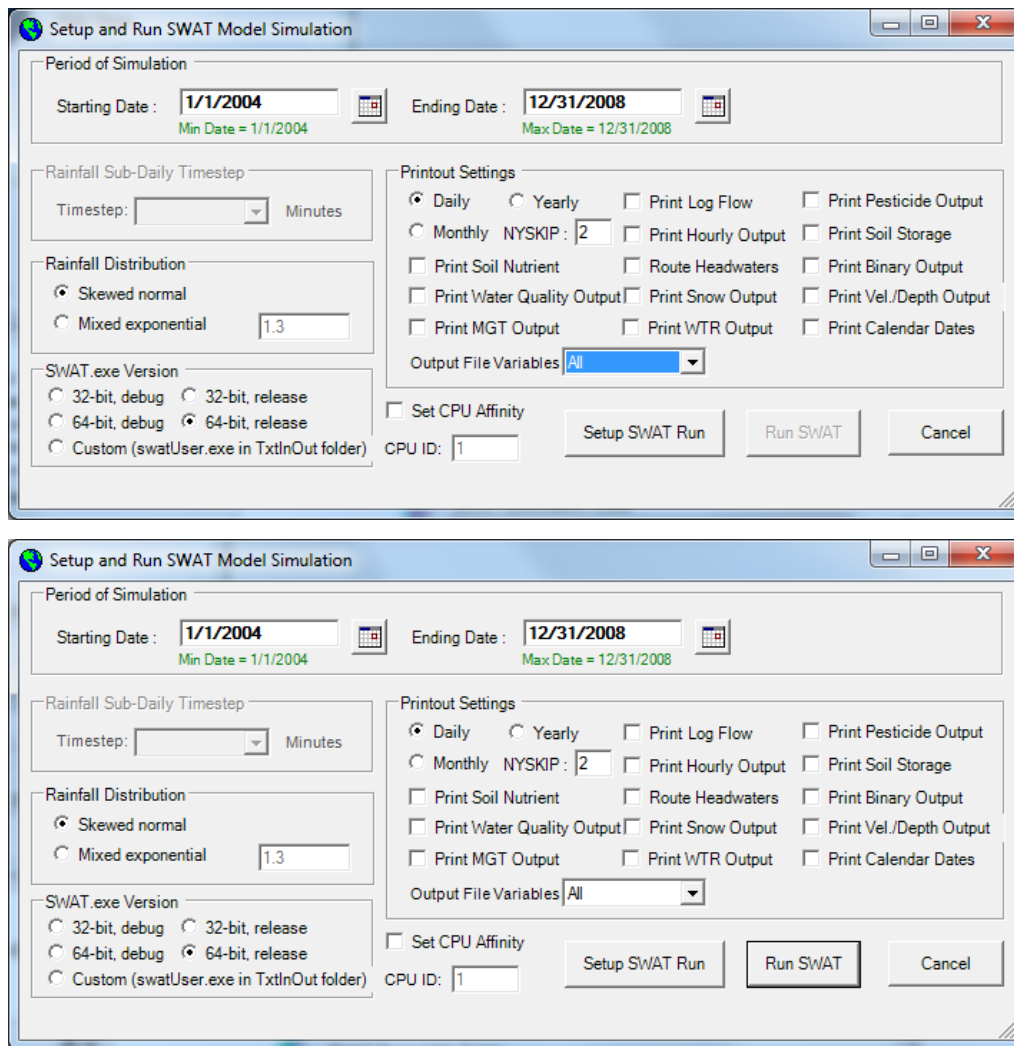 Setup and Run SWAT Model Simulation
Period of Simulation
Starting Date : 1/1/2004 Ending Date : 12/31/2008
Min Date = 1/1/2004 Max Date = 12/31/2008
Rainfall Sub-Daily Timestep
Timestep: Minutes
Rainfall Distribution
Skewed normal
Mixed exponential 1.3
SWAT.exe Version
32-bit, debug 32-bit, release
64-bit, debug 64-bit, release
Custom (swatUser.exe in TxtInOut folder)
Printout Settings
Daily Yearly Print Log Flow Print Pesticide Output
Monthly NYSKIP : 2 Print Hourly Output Print Soil Storage
Print Soil Nutrient Route Headwaters Print Binary Output
Print Water Quality Output Print Snow Output Print Vel./Depth Output
Print MGT Output Print WTR Output Print Calendar Dates
Output File Variables All
Set CPU Affinity
CPU ID: 1
Setup SWAT Run Run SWAT Cancel
Setup and Run SWAT Model Simulation
Period of Simulation
Starting Date : 1/1/2004 Ending Date : 12/31/2008
Min Date = 1/1/2004 Max Date = 12/31/2008
Rainfall Sub-Daily Timestep
Timestep: Minutes
Rainfall Distribution
Skewed normal
Mixed exponential 1.3
SWAT.exe Version
32-bit, debug 32-bit, release
64-bit, debug 64-bit, release
Custom (swatUser.exe in TxtInOut folder)
Printout Settings
Daily Yearly Print Log Flow Print Pesticide Output
Monthly NYSKIP : 2 Print Hourly Output Print Soil Storage
Print Soil Nutrient Route Headwaters Print Binary Output
Print Water Quality Output Print Snow Output Print Vel./Depth Output
Print MGT Output Print WTR Output Print Calendar Dates
Output File Variables All
Set CPU Affinity
CPU ID: 1
Setup SWAT Run Run SWAT Cancel